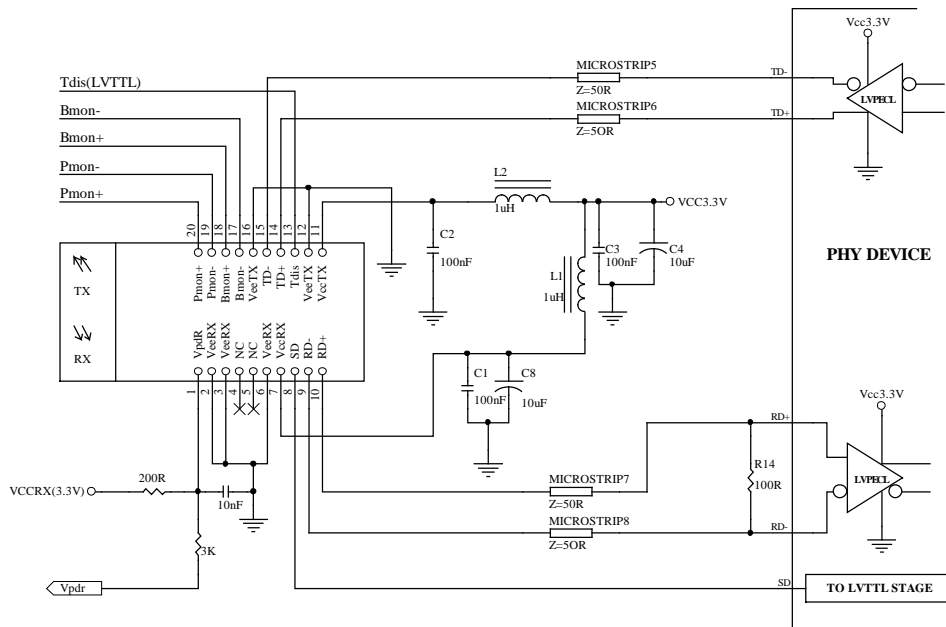 Vcc3.3V
MICROSTRIP5
TD-
Tdis(LVTTL)
Z=50R
LVPECL
Bmon-
MICROSTRIP6
TD+
Z=5OR
Bmon+
Pmon-
L2
Pmon+
1uH
VCC3.3V
20
19
18
17
16
15
14
13
12
11
C2
100nF
C3
100nF
C4
10uF
L1
1uH
PHY DEVICE
TX
RX
Pmon+
Pmon-
Bmon+
Bmon-
VeeTX
TD-
TD+
Tdis
VeeTX
VccTX
VpdR
VeeRX
VeeRX
NC
NC
VeeRX
VccRX
SD
RD-
RD+
1
2
3
4
5
6
7
8
9
10
C1
100nF
C8
10uF
Vcc3.3V
RD+
R14
100R
LVPECL
200R
VCCRX(3.3V)
10nF
MICROSTRIP7
Z=50R
RD-
MICROSTRIP8
Z=5OR
3K
Vpdr
SD
TO LVTTL STAGE